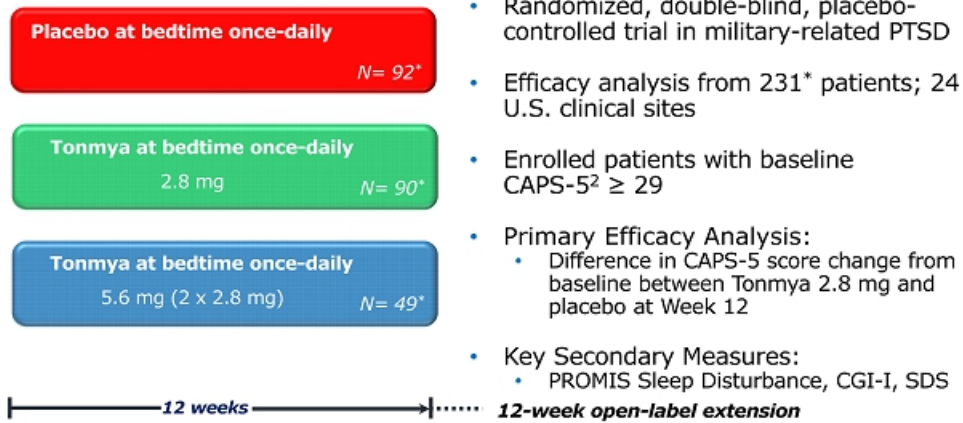 Placebo at bedtime once-daily
N= 92*
Tonmya at bedtime once-daily
2.8 mg
N= 90*
Tonmya at bedtime once-daily
5.6 mg (2 x 2.8 mg)
N= 49*
12 weeks
• Randomized, double-blind, placebo-
controlled trial in military-related PTSD
• Efficacy analysis from 231* patients; 24
U.S. clinical sites
• Enrolled patients with baseline
CAPS-5² ≥ 29
• Primary Efficacy Analysis:
• Difference in CAPS-5 score change from
baseline between Tonmya 2.8 mg and
placebo at Week 12
• Key Secondary Measures:
• PROMIS Sleep Disturbance, CGI-I, SDS
12-week open-label extension